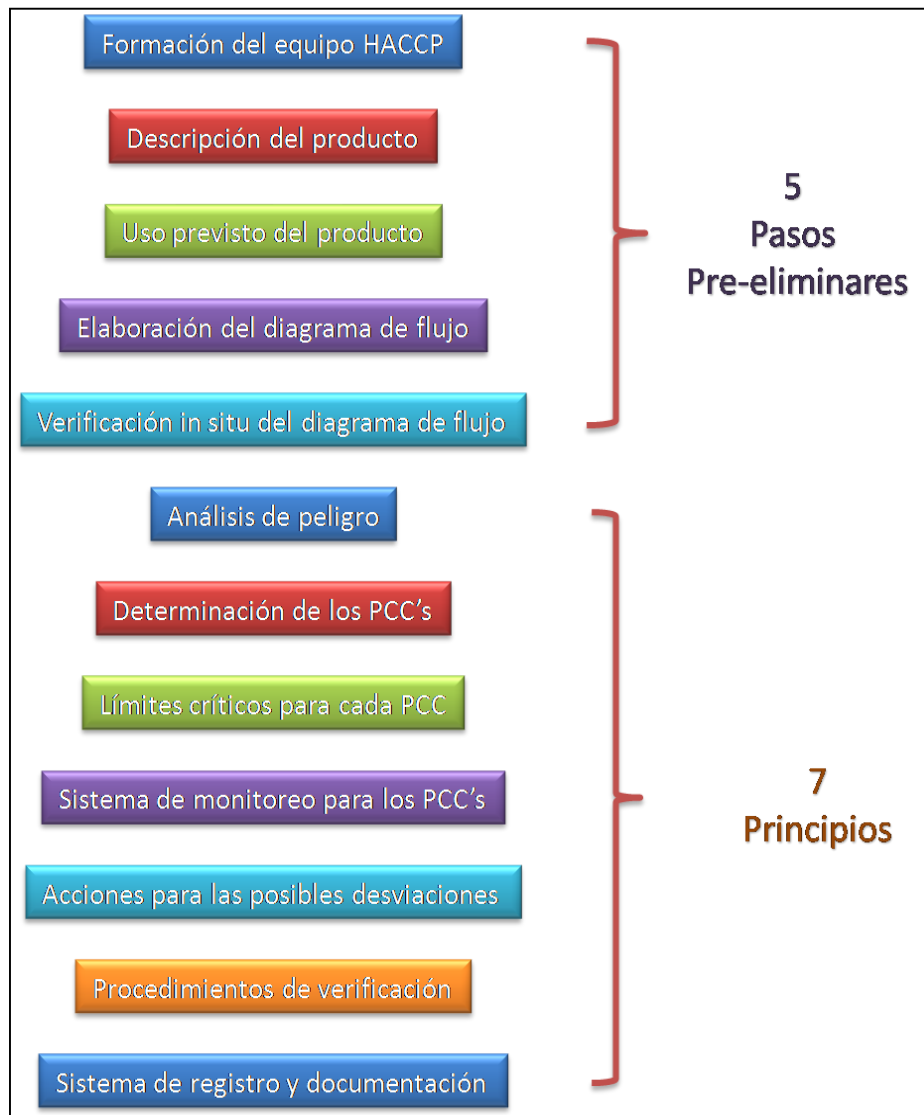 Formación del equipo HACCP
Descripción del producto
Uso previsto del producto
Elaboración del diagrama de flujo
Verificación in situ del diagrama de flujo
5
Pasos
Pre-eliminares
Análisis de peligro
Determinación de los PCC’s
Límites críticos para cada PCC
Sistema de monitoreo para los PCC’s
Acciones para las posibles desviaciones
Procedimientos de verificación
Sistema de registro y documentación
7
Principios